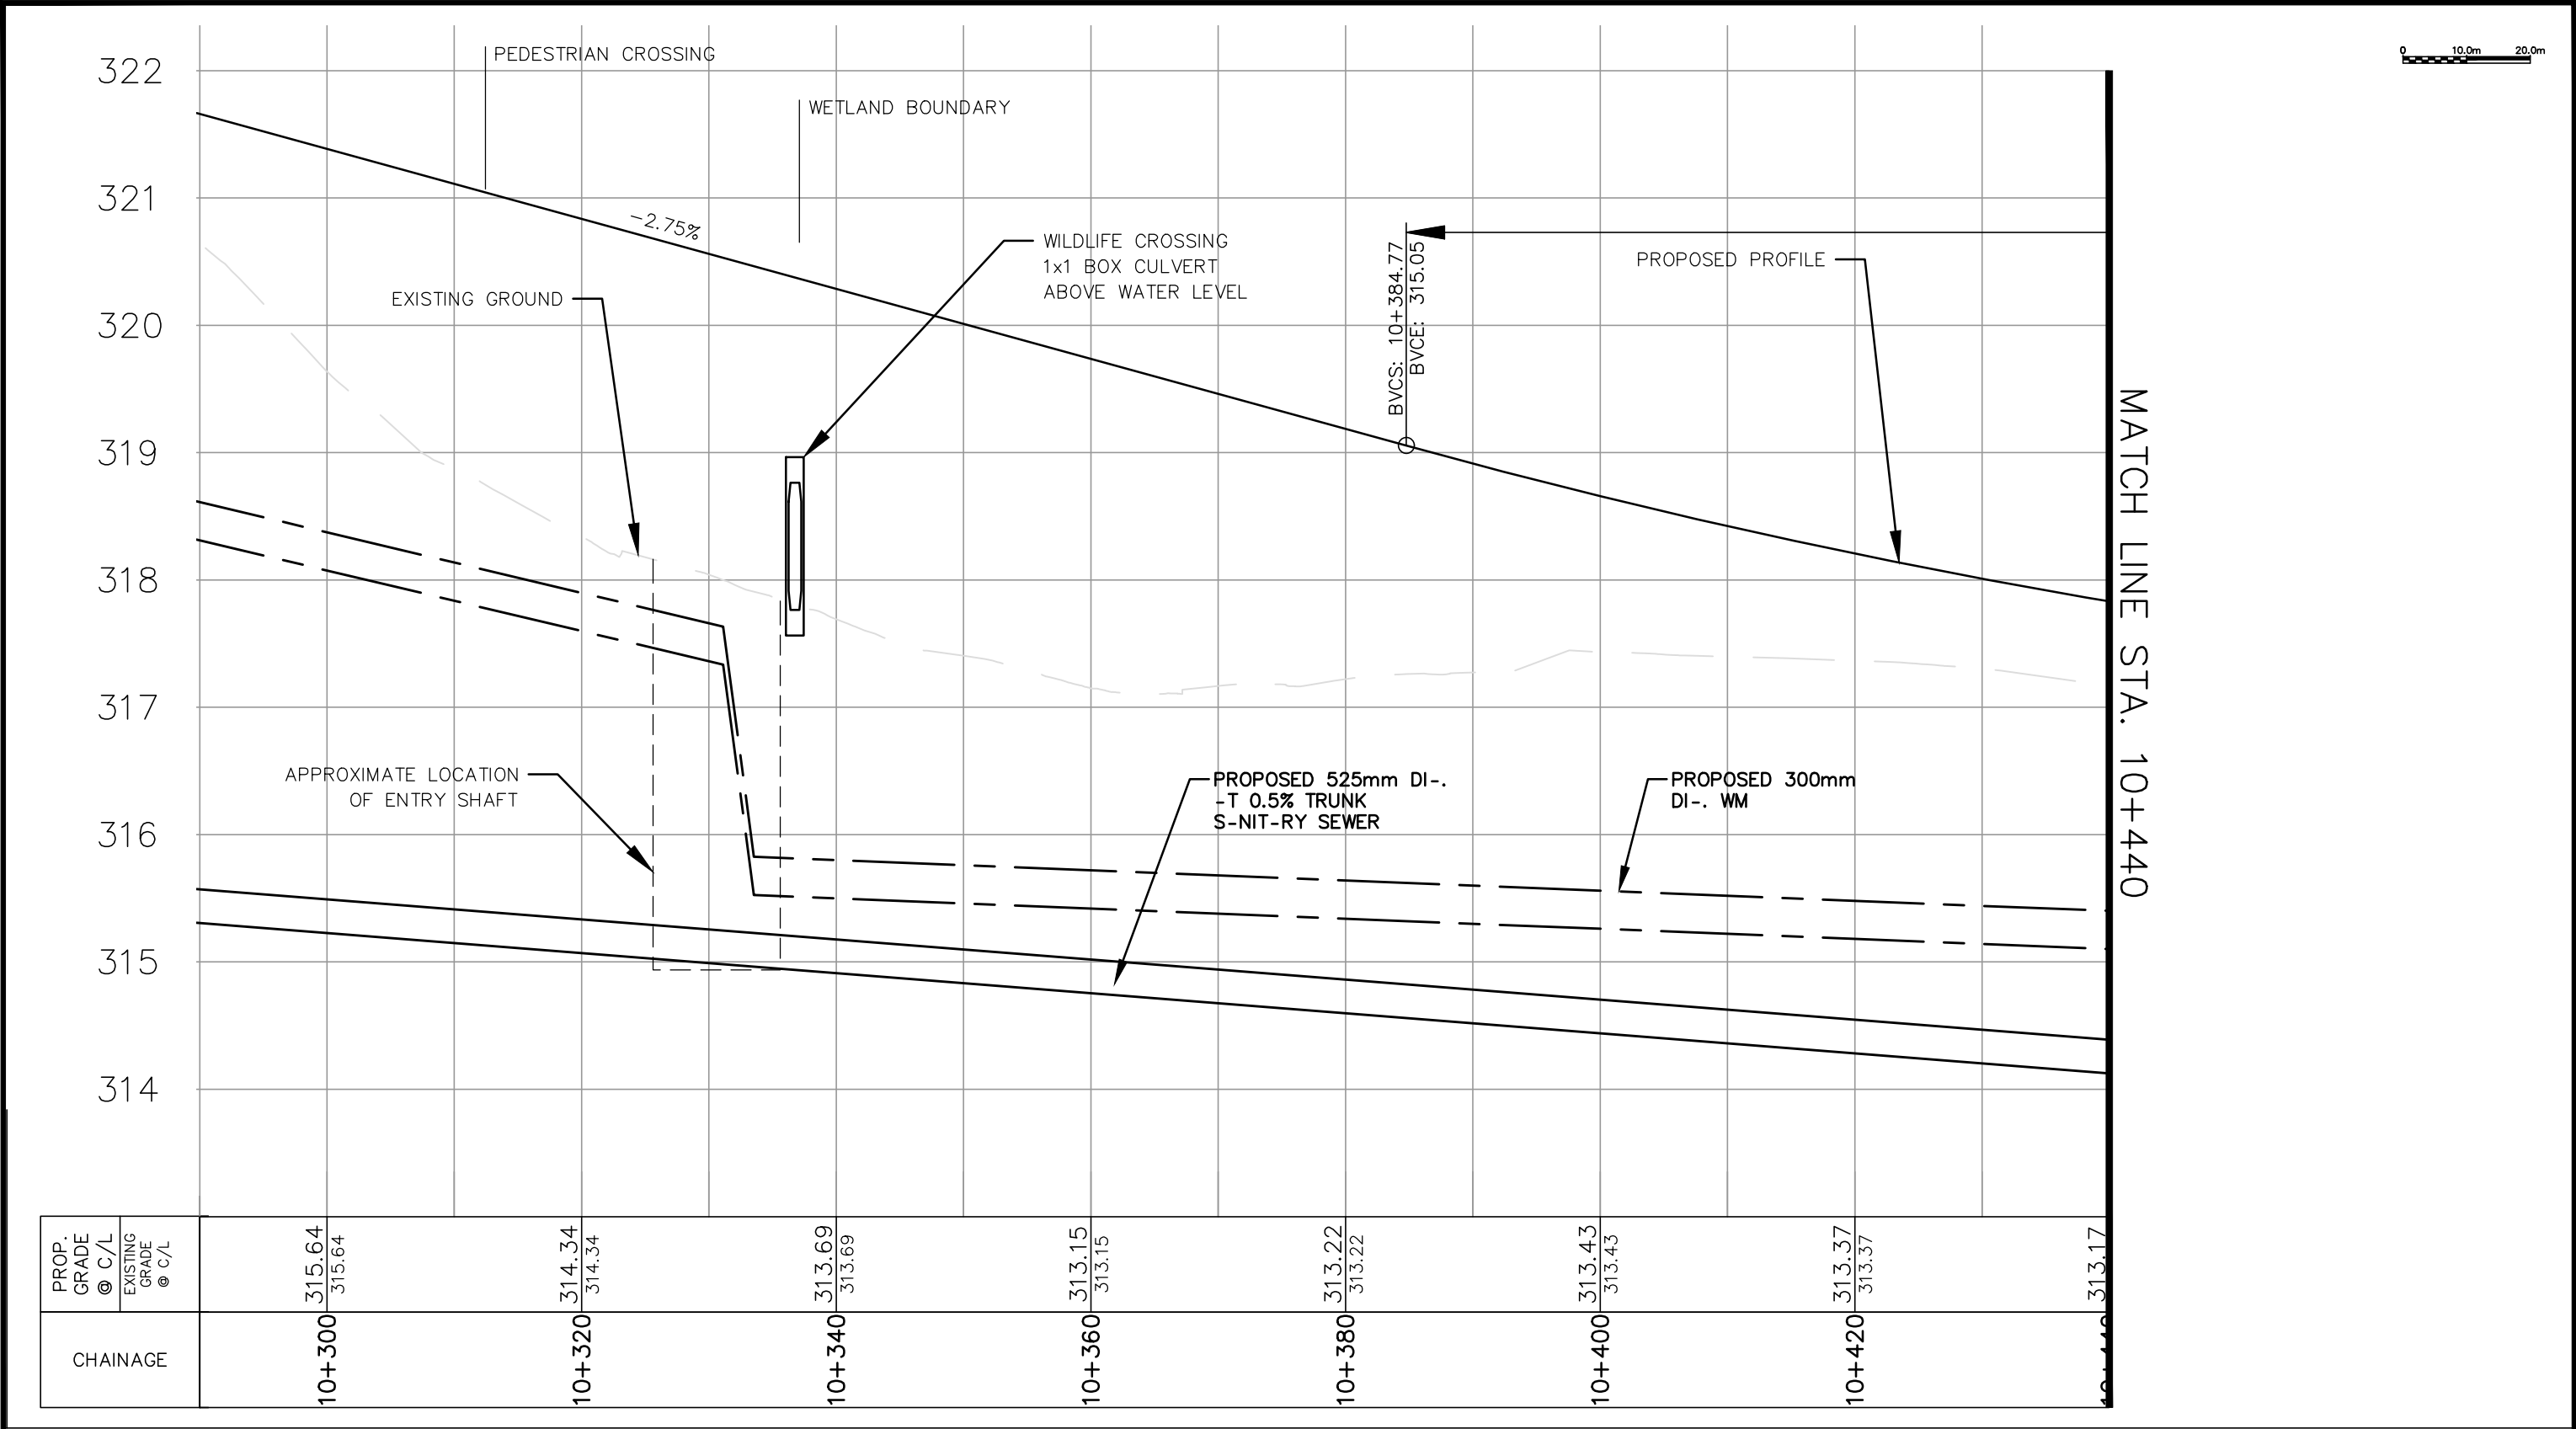 322
321
320
319
318
317
316
315
314
PEDESTRIAN CROSSING
WETLAND BOUNDARY
-2.75%
WILDLIFE CROSSING
1x1 BOX CULVERT
ABOVE WATER LEVEL
EXISTING GROUND
BVCS: 10+384.77
BVCE: 315.05
PROPOSED PROFILE
0 10.0m 20.0m
MATCH LINE STA. 10+440
APPROXIMATE LOCATION
OF ENTRY SHAFT
PROPOSED 525mm DI-.
-T 0.5% TRUNK
S-NIT-RY SEWER
PROPOSED 300mm
DI-. WM
PROP.
GRADE
@ C/L
EXISTING
GRADE
@ C/L
315.64
315.64
314.34
314.34
313.69
313.69
313.15
313.15
313.22
313.22
313.43
313.43
313.37
313.37
313.17
CHAINAGE
10+300
10+320
10+340
10+360
10+380
10+400
10+420